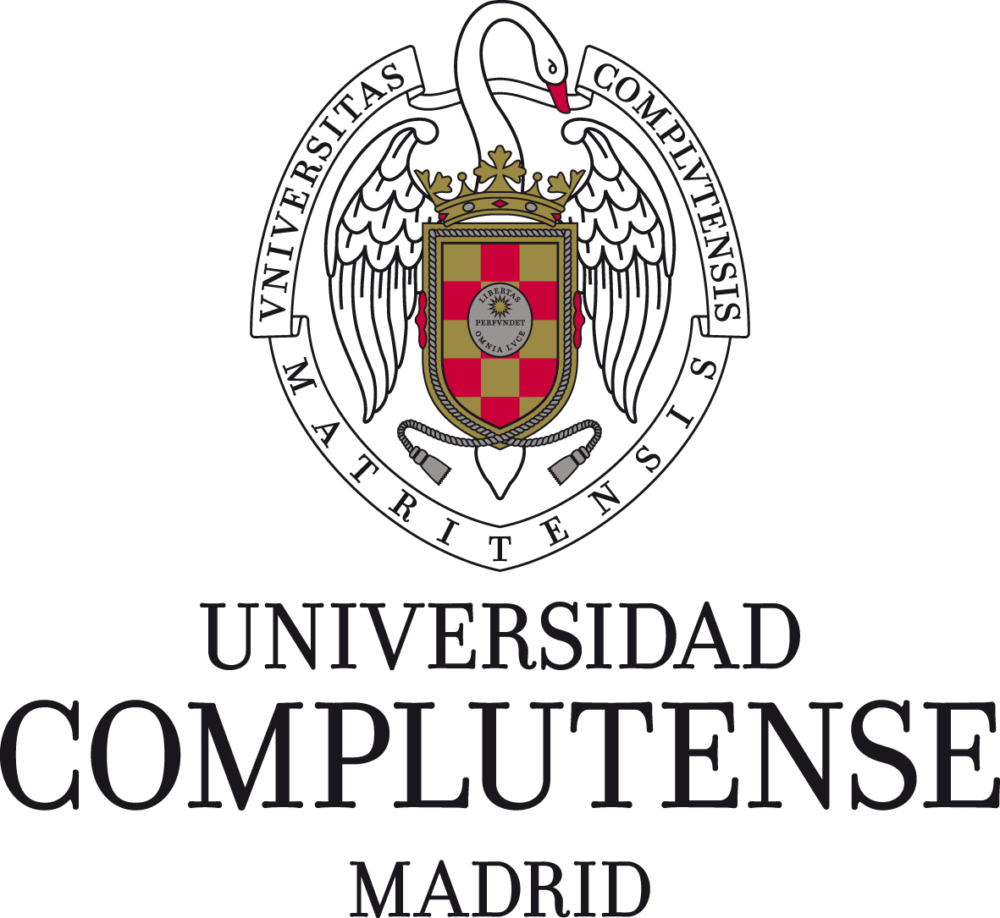 VNIVERSITAS
COMPLVTENSIS
MATRITENSIS
LIBERTAS
PERFVNDET
OMNIA LVCE
UNIVERSIDAD
COMPLUTENSE
MADRID